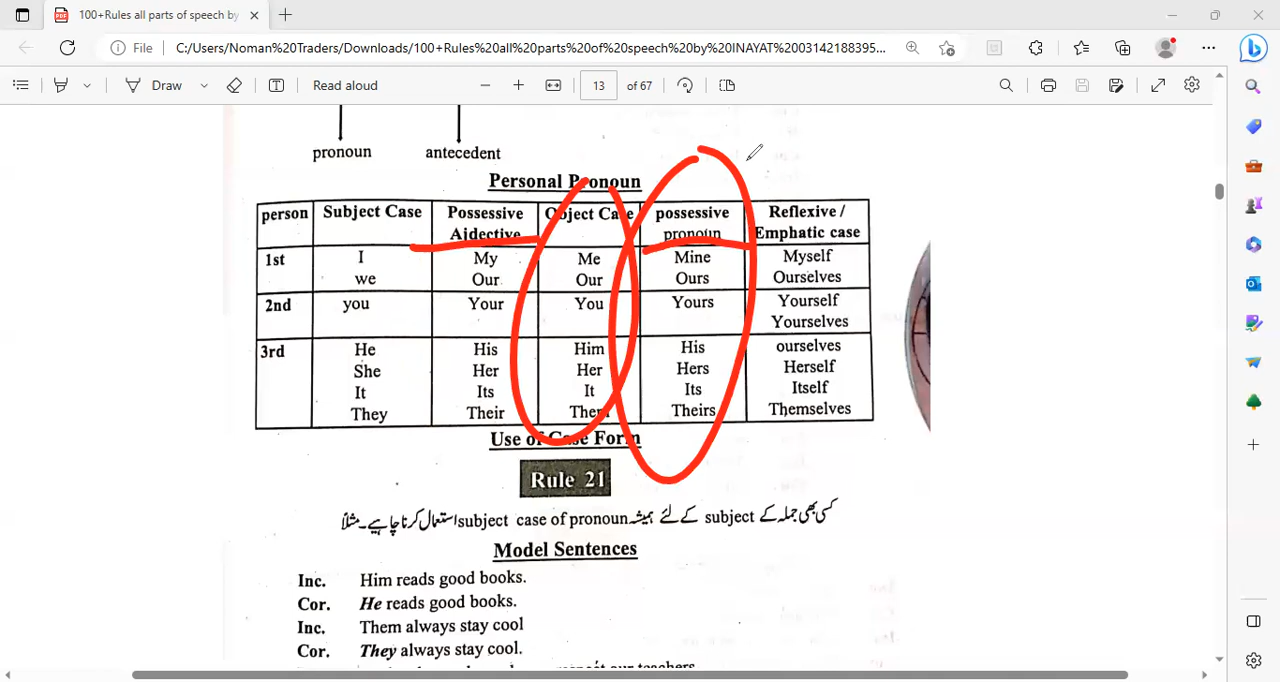 100+Rules all parts of speech by
File C:/Users/Noman%20Traders/Downloads/100+Rules%20all%20parts%20of%20speech%20by%20INAYAT%2003142188395...
Draw Read aloud 13 of 67
pronoun antecedent
Personal Pronoun
person Subject Case Possessive Ajdective Object Case possessive pronoun Reflexive / Emphatic case
1st I My Me Mine Myself
we Our Our Ours Ourselves
2nd you Your You Yours Yourself
Yourselves
3rd He His Him His ourselves
She Her Her Hers Herself
It Its It Its Itself
They Their Them Theirs Themselves
Use of Case Form
Rule 21
کسی بھی جملہ کے subject کے لئے ہمیشہ subject case of pronoun استعمال کرنا چاہیے۔ مثلاً
Model Sentences
Inc. Him reads good books.
Cor. He reads good books.
Inc. Them always stay cool
Cor. They always stay cool.
our teachers